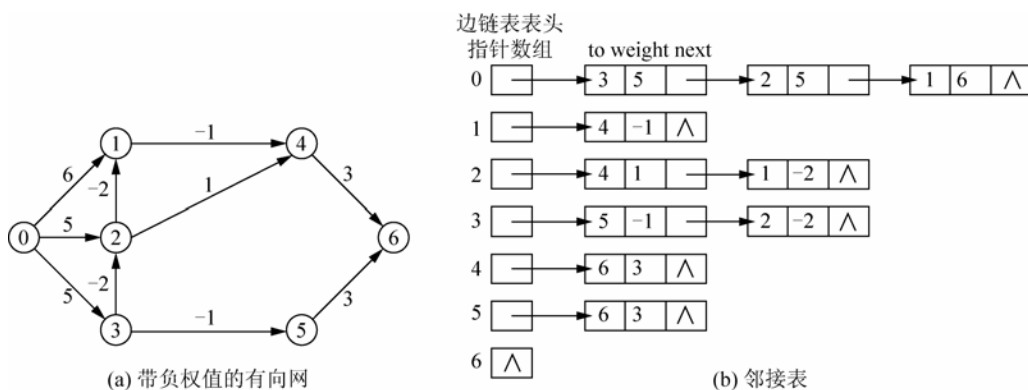 边链表表头
指针数组 to weight next
0 3 5 2 5 1 6 ∧
1 4 −1 ∧
2 4 1 1 −2 ∧
3 5 −1 2 −2 ∧
4 6 3 ∧
5 6 3 ∧
6 ∧
−1
1 4
6 −2 1 3
0 5 2 6
5 −2 3
3 −1 5
(a) 带负权值的有向网
(b) 邻接表